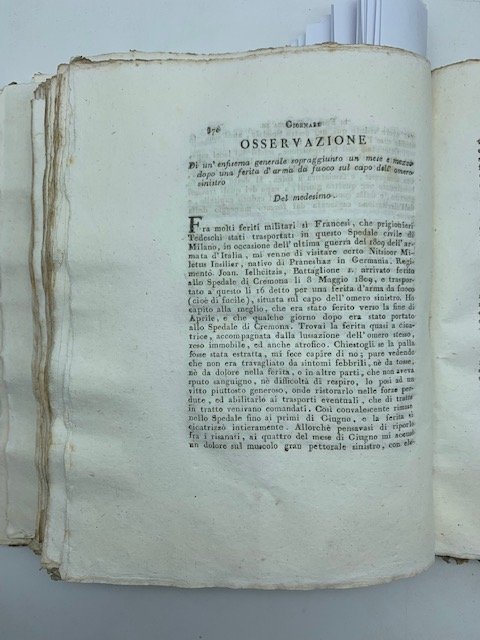 376 GIORNALE
OSSERVAZIONE
Di un' enfisema generale sopraggiunto un mese e mezzo
dopo una ferita d' arma da fuoco sul capo dell' omero
sinistro
Del medesimo.
Fra molti feriti militari sì Francesi, che prigionieri
Tedeschi stati trasportati in questo Spedale civile di
Milano, in occasione dell' ultima guerra del 1809 dell' ar-
mata d' Italia, mi venne di visitare certo Nitsior Mi-
letus Insilier, nativo di Praneshaz in Germania. Regi-
mento Joan. Ielhcitzis, Battaglione 2. arrivato ferito
allo Spedale di Cremona li 8 Maggio 1809, e traspor-
tato a questo li 16 detto per una ferita d' arma da fuoco
(cioè di fucile), situata sul capo dell' omero sinistro. Ho
capito alla meglio, che era stato ferito verso la fine di
Aprile, e che qualche giorno dopo era stato portato
allo Spedale di Cremona. Trovai la ferita quasi a cica-
trice, accompagnata dalla lussazione dell' omero stesso,
reso immobile, ed anche atrofico. Chiestogli se la palla
fosse stata estratta, mi fece capire di no; pure vedendo
che non era travagliato da sintomi febbrili, nè da tosse,
nè da dolore nella ferita, o in altre parti, che non aveva
sputo sanguigno, nè difficoltà di respiro, lo posi ad un
vitto piuttosto generoso, onde ristorarlo nelle forze per-
dute, ed abilitarlo ai trasporti eventuali, che di tratto
in tratto venivano comandati. Così convalescente rimase
nello Spedale fino ai primi di Giugno, e la ferita si
cicatrizzò intieramente. Allorchè pensavasi di riporlo
fra i risanati, ai quattro del mese di Giugno mi accusò
un dolore sul muscolo gran pettorale sinistro, con ele-